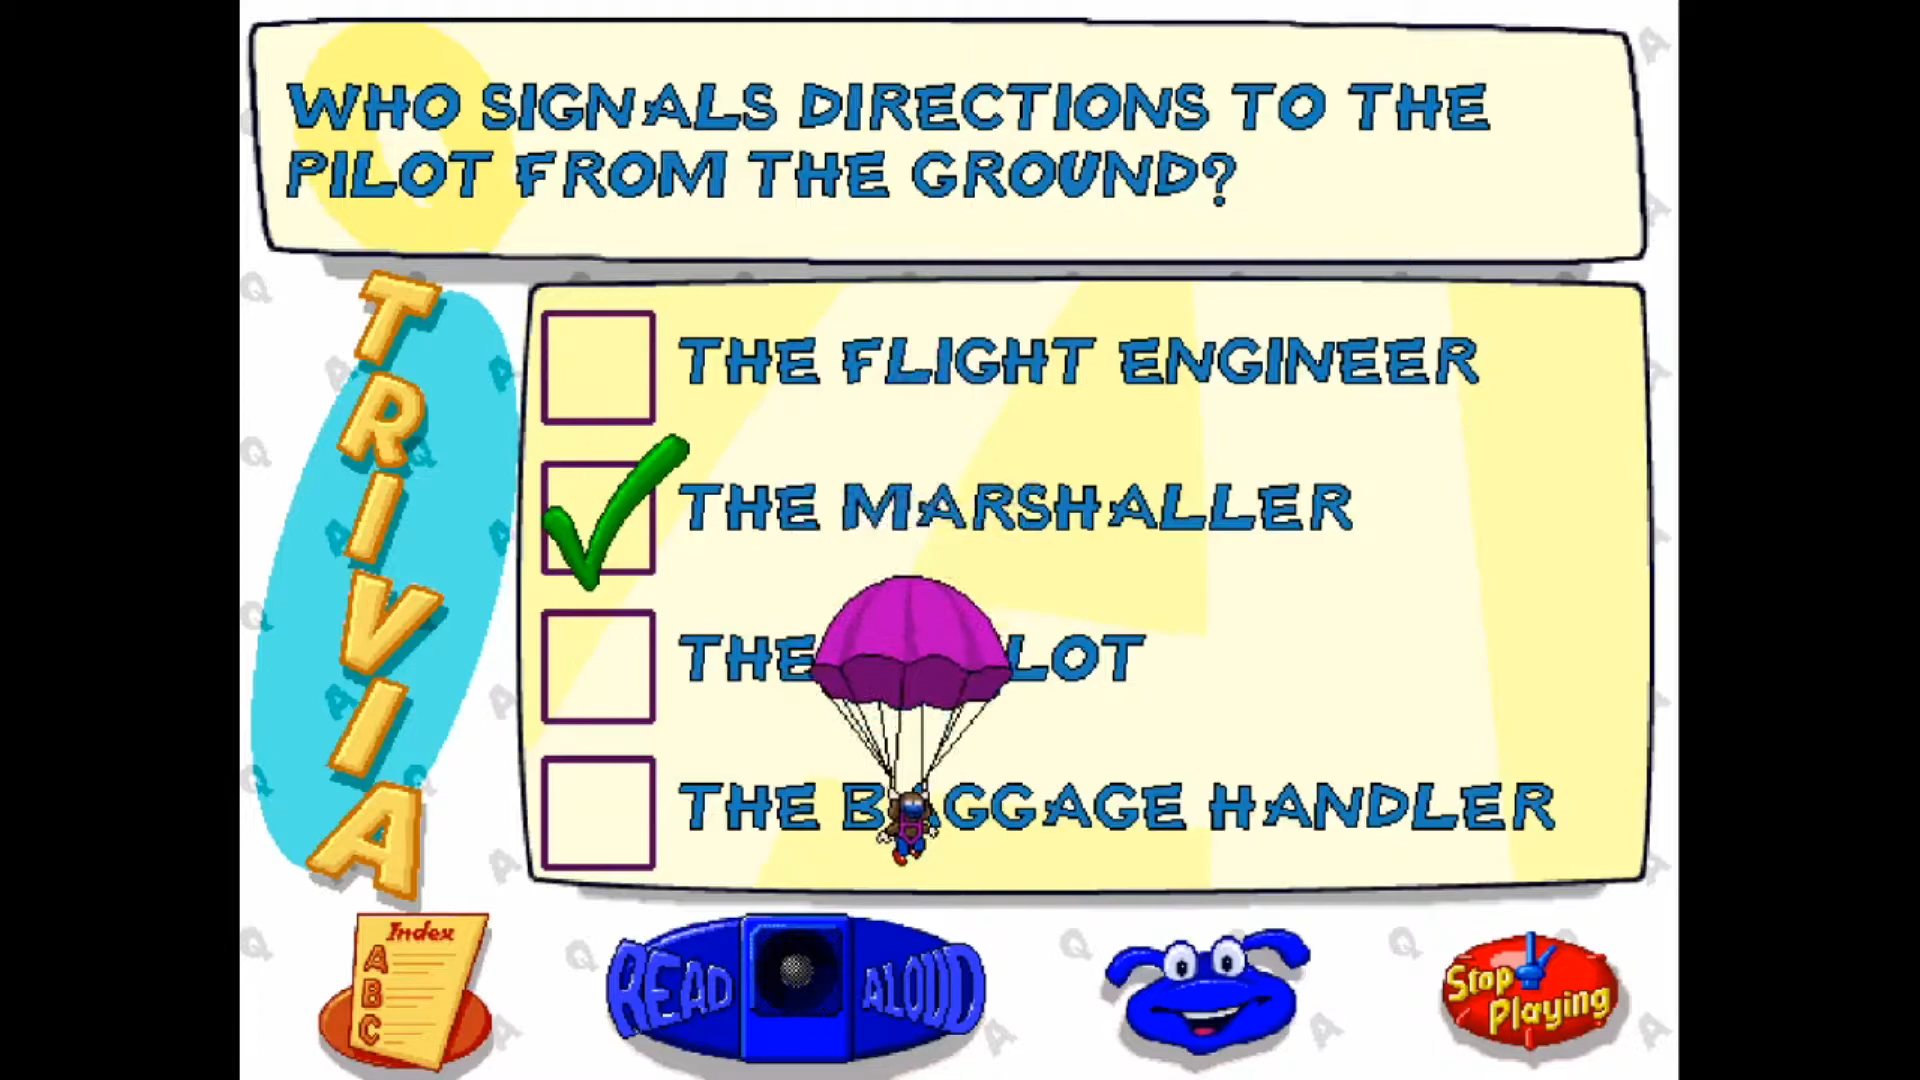 WHO SIGNALS DIRECTIONS TO THE
PILOT FROM THE GROUND?
TRIVIA
THE FLIGHT ENGINEER
THE MARSHALLER
THE LOT
THE BAGGAGE HANDLER
Index
A
B
C
READ ALOUD
Stop
Playing